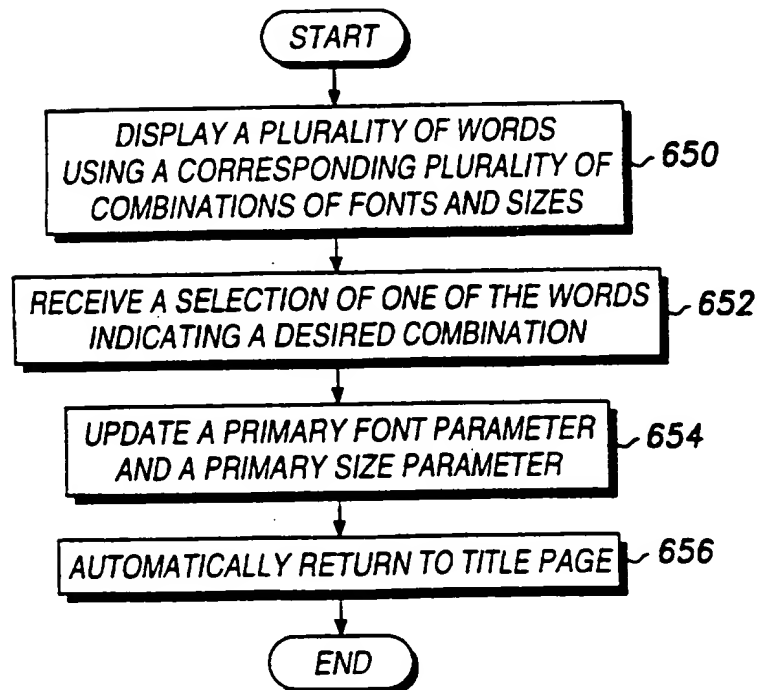 START
DISPLAY A PLURALITY OF WORDS
USING A CORRESPONDING PLURALITY OF
COMBINATIONS OF FONTS AND SIZES
650
RECEIVE A SELECTION OF ONE OF THE WORDS
INDICATING A DESIRED COMBINATION
652
UPDATE A PRIMARY FONT PARAMETER
AND A PRIMARY SIZE PARAMETER
654
AUTOMATICALLY RETURN TO TITLE PAGE
656
END